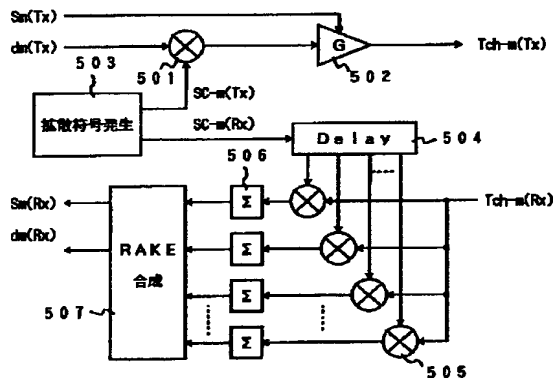 Sm(Tx)
dm(Tx)
G
Tch-m(Tx)
503
501
502
SC-m(Tx)
拡散符号発生
SC-m(Rx)
Delay
504
506
Sm(Rx)
Σ
Tch-m(Rx)
dm(Rx)
RAKE
合成
Σ
Σ
507
Σ
505